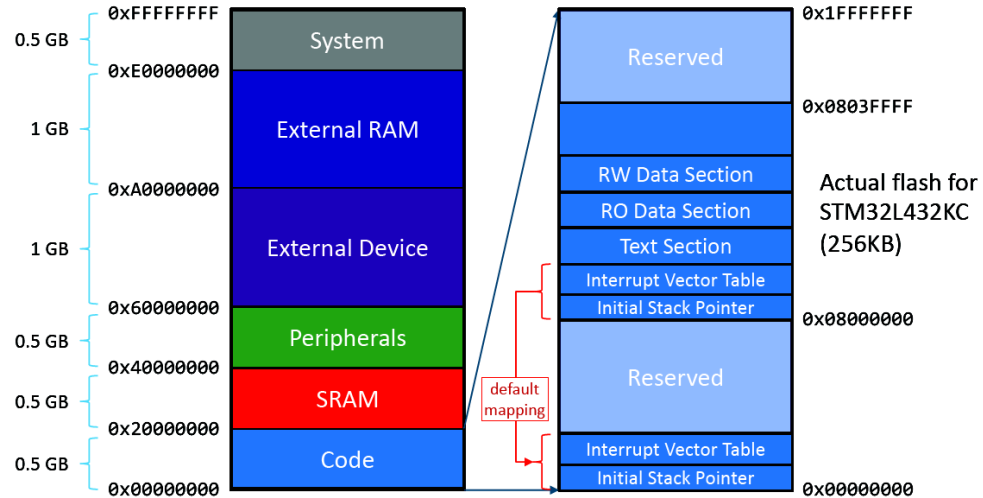 0xFFFFFFFF
0.5 GB
System
0xE0000000
1 GB
External RAM
0xA0000000
1 GB
External Device
0x60000000
0.5 GB
Peripherals
0x40000000
0.5 GB
SRAM
0x20000000
0.5 GB
Code
0x00000000
0x1FFFFFFF
Reserved
0x0803FFFF
RW Data Section
RO Data Section
Text Section
Interrupt Vector Table
Initial Stack Pointer
0x08000000
Actual flash for
STM32L432KC
(256KB)
Reserved
default
mapping
Interrupt Vector Table
Initial Stack Pointer
0x00000000